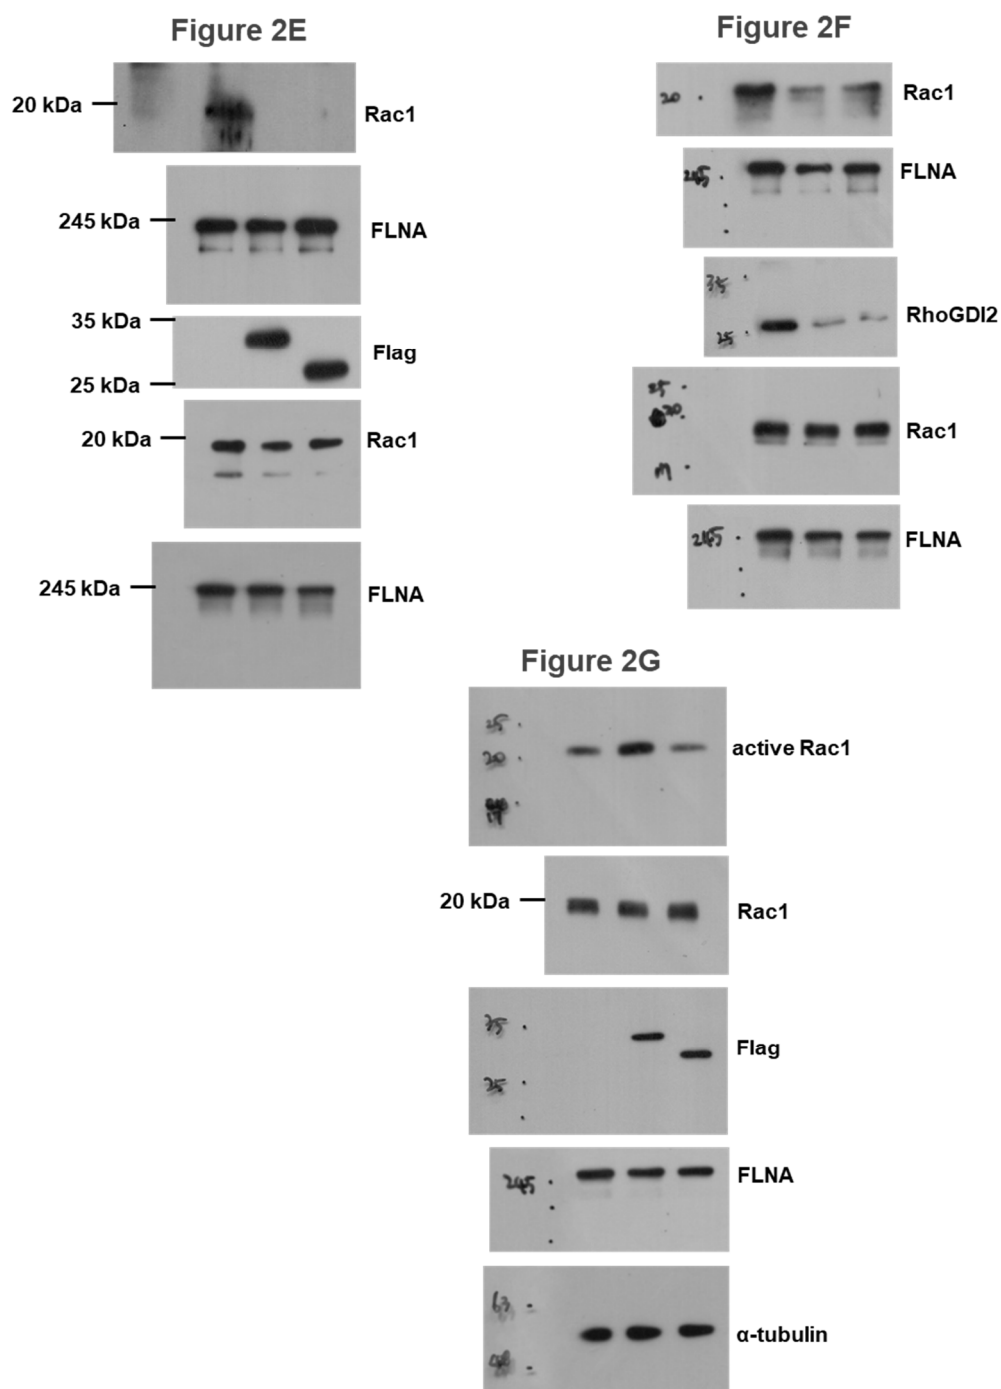 Figure 2E
20 kDa
Rac1
245 kDa
FLNA
35 kDa
Flag
25 kDa
20 kDa
Rac1
245 kDa
FLNA
Figure 2F
20
Rac1
245
FLNA
35
25
RhoGDI2
25
20
Rac1
245
FLNA
Figure 2G
25
20
active Rac1
20 kDa
Rac1
35
Flag
25
245
FLNA
63
α-tubulin